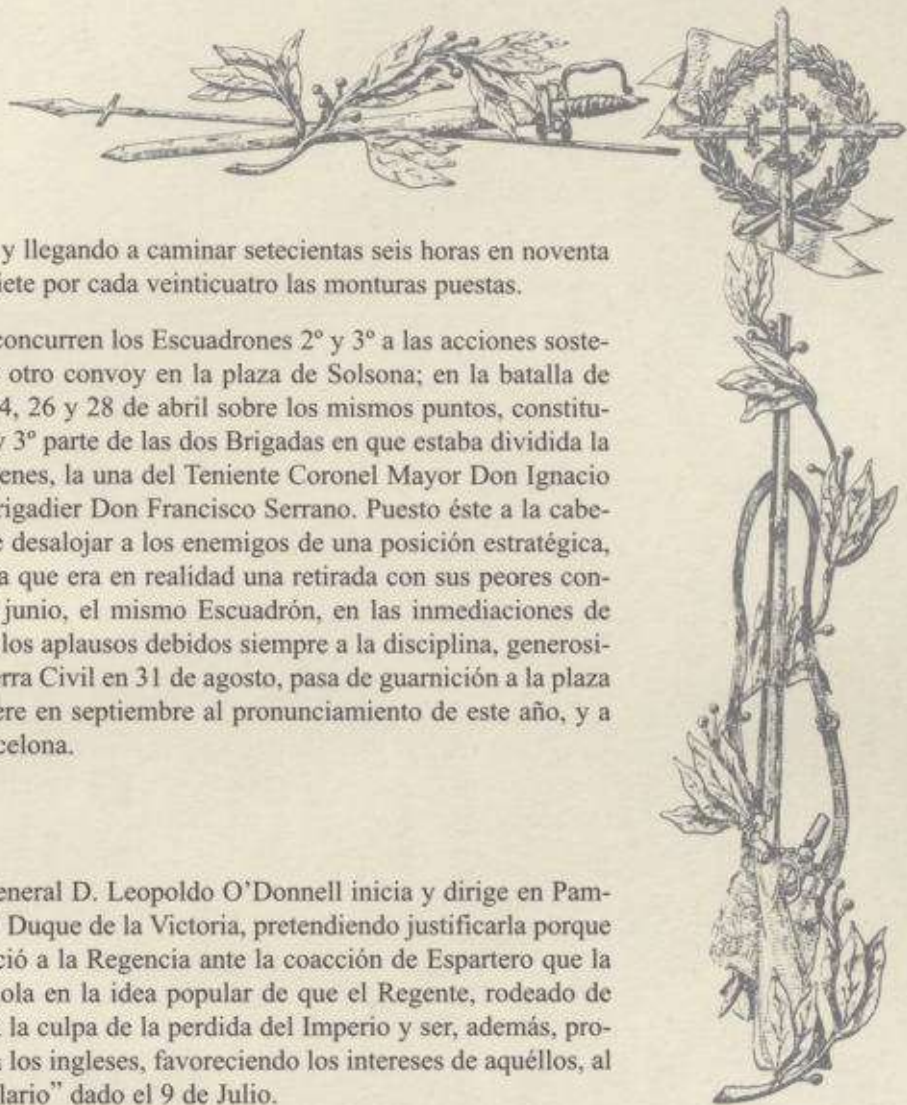 y llegando a caminar setecientas seis horas en noventa
iete por cada veinticuatro las monturas puestas.
concurren los Escuadrones 2º y 3º a las acciones soste-
otro convoy en la plaza de Solsona; en la batalla de
4, 26 y 28 de abril sobre los mismos puntos, constitu-
y 3º parte de las dos Brigadas en que estaba dividida la
enes, la una del Teniente Coronel Mayor Don Ignacio
rigadier Don Francisco Serrano. Puesto éste a la cabe-
e desalojar a los enemigos de una posición estratégica,
a que era en realidad una retirada con sus peores con-
junio, el mismo Escuadrón, en las inmediaciones de
los aplausos debidos siempre a la disciplina, generosi-
erra Civil en 31 de agosto, pasa de guarnición a la plaza
ere en septiembre al pronunciamiento de este año, y a
celona.
eneral D. Leopoldo O’Donnell inicia y dirige en Pam-
Duque de la Victoria, pretendiendo justificarla porque
ció a la Regencia ante la coacción de Espartero que la
ola en la idea popular de que el Regente, rodeado de
la culpa de la perdida del Imperio y ser, además, pro-
a los ingleses, favoreciendo los intereses de aquéllos, al
lario” dado el 9 de Julio.